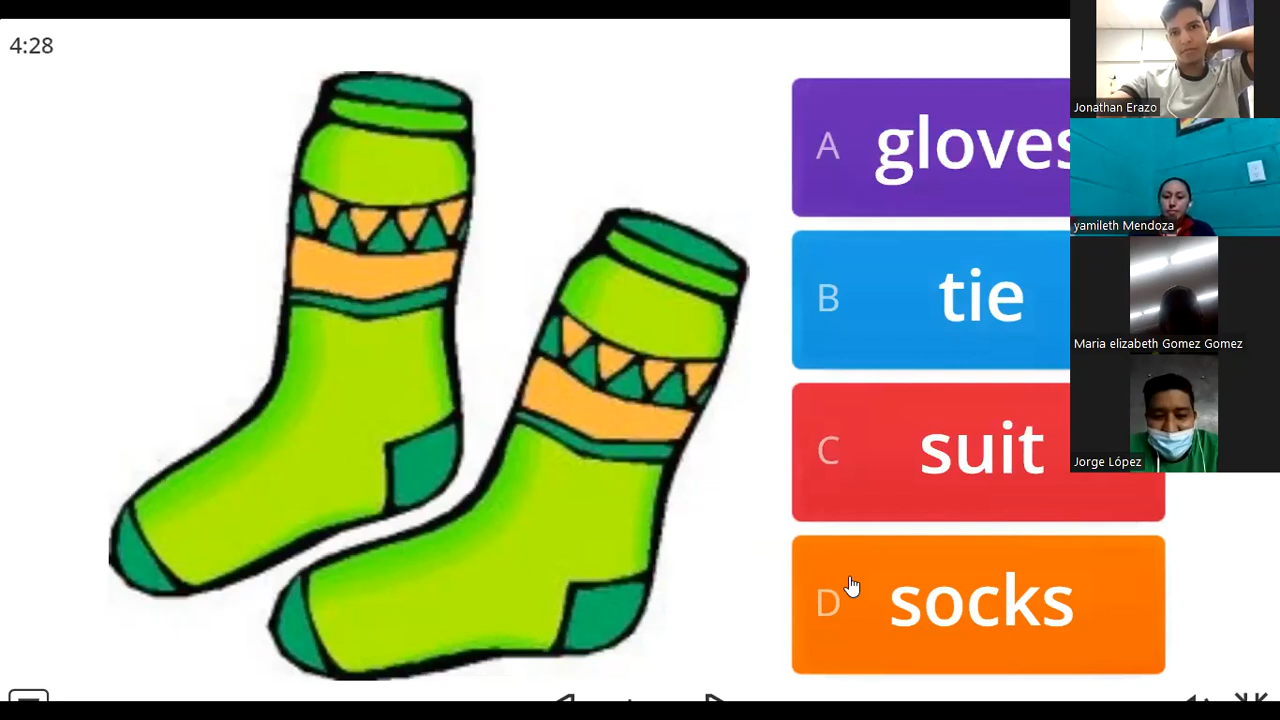 4:28
A gloves
B tie
C suit
D socks
Jonathan Erazo
yamileth Mendoza
Maria elizabeth Gomez Gomez
Jorge López